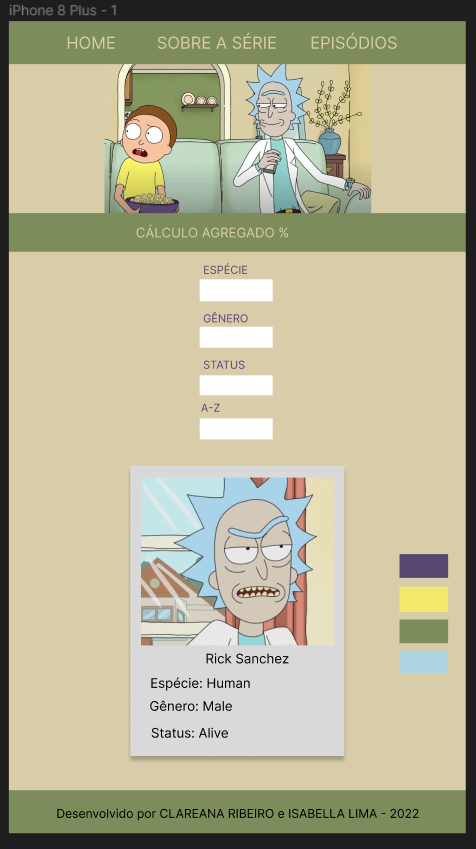 iPhone 8 Plus - 1
HOME SOBRE A SÉRIE EPISÓDIOS
CÁLCULO AGREGADO %
ESPÉCIE
GÊNERO
STATUS
A-Z
Rick Sanchez
Espécie: Human
Gênero: Male
Status: Alive
Desenvolvido por CLAREANA RIBEIRO e ISABELLA LIMA - 2022